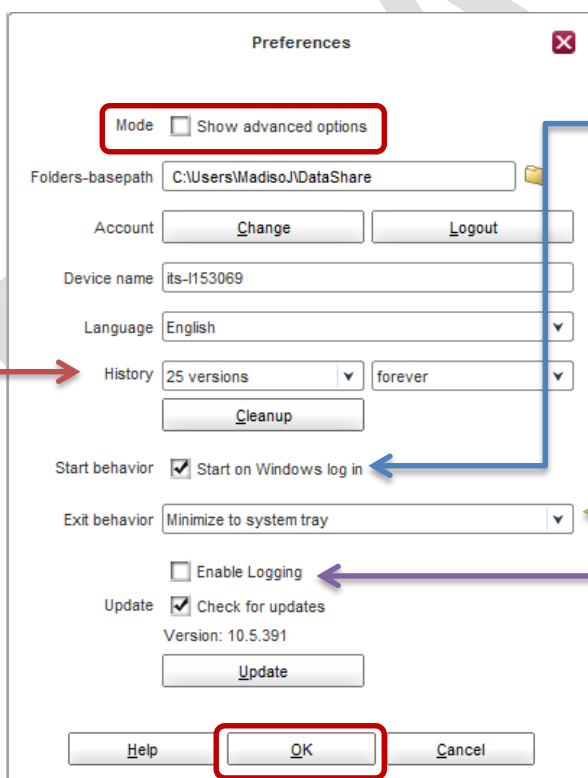 Preferences
Mode Show advanced options
Folders-basepath C:\Users\MadisoJ\DataShare
Account Change Logout
Device name its-l153069
Language English
History 25 versions forever
Cleanup
Start behavior Start on Windows log in
Exit behavior Minimize to system tray
Enable Logging
Update Check for updates
Version: 10.5.391
Update
Help OK Cancel